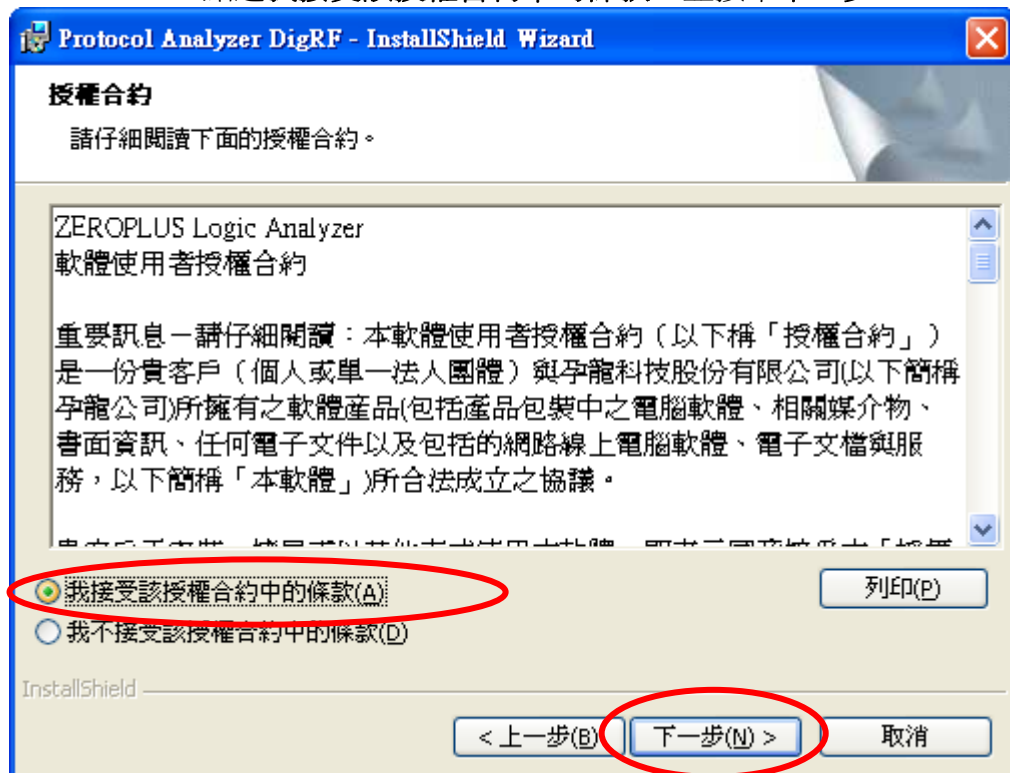 Protocol Analyzer DigRF - InstallShield Wizard
授權合約
請仔細閱讀下面的授權合約。
ZEROPLUS Logic Analyzer
軟體使用者授權合約
重要訊息－請仔細閱讀：本軟體使用者授權合約（以下稱「授權合約」）
是一份貴客戶（個人或單一法人團體）與孕龍科技股份有限公司(以下簡稱
孕龍公司)所擁有之軟體產品(包括產品包裝中之電腦軟體、相關媒介物、
書面資訊、任何電子文件以及包括的網路線上電腦軟體、電子文檔與服
務，以下簡稱「本軟體」)所合法成立之協議。
我接受該授權合約中的條款(A)
列印(P)
我不接受該授權合約中的條款(D)
InstallShield
< 上一步(B)
下一步(N) >
取消